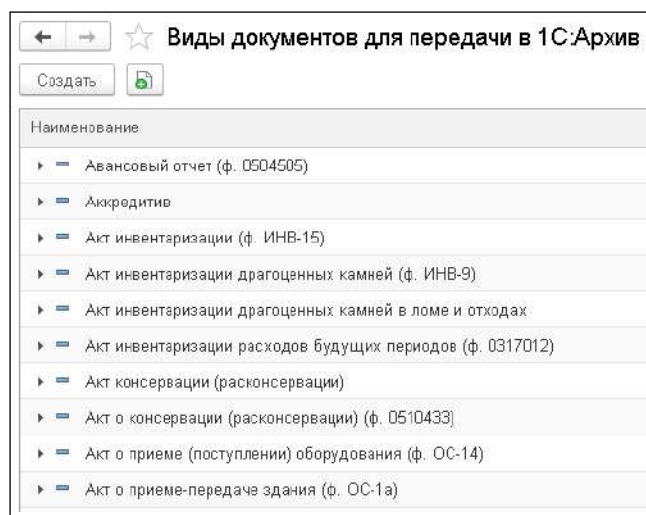 Виды документов для передачи в 1С:Архив
Создать
Наименование
Авансовый отчет (ф. 0504505)
Аккредитив
Акт инвентаризации (ф. ИНВ-15)
Акт инвентаризации драгоценных камней (ф. ИНВ-9)
Акт инвентаризации драгоценных камней в ломе и отходах
Акт инвентаризации расходов будущих периодов (ф. 0317012)
Акт консервации (расконсервации)
Акт о консервации (расконсервации) (ф. 0510433)
Акт о приеме (поступлении) оборудования (ф. ОС-14)
Акт о приеме-передаче здания (ф. ОС-1а)